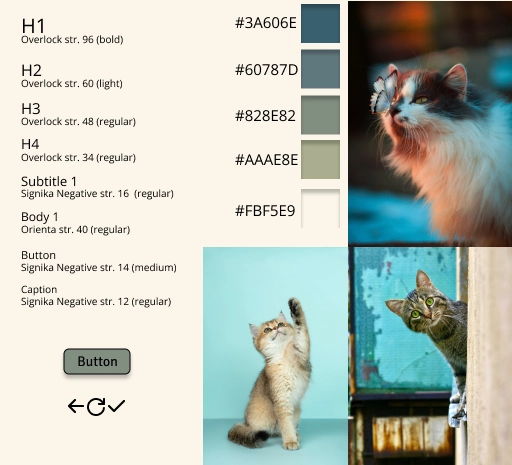 H1
Overlock str. 96 (bold)
H2
Overlock str. 60 (light)
H3
Overlock str. 48 (regular)
H4
Overlock str. 34 (regular)
Subtitle 1
Signika Negative str. 16 (regular)
Body 1
Orienta str. 40 (regular)
Button
Signika Negative str. 14 (medium)
Caption
Signika Negative str. 12 (regular)
Button
#3A606E
#60787D
#828E82
#AAAE8E
#FBF5E9